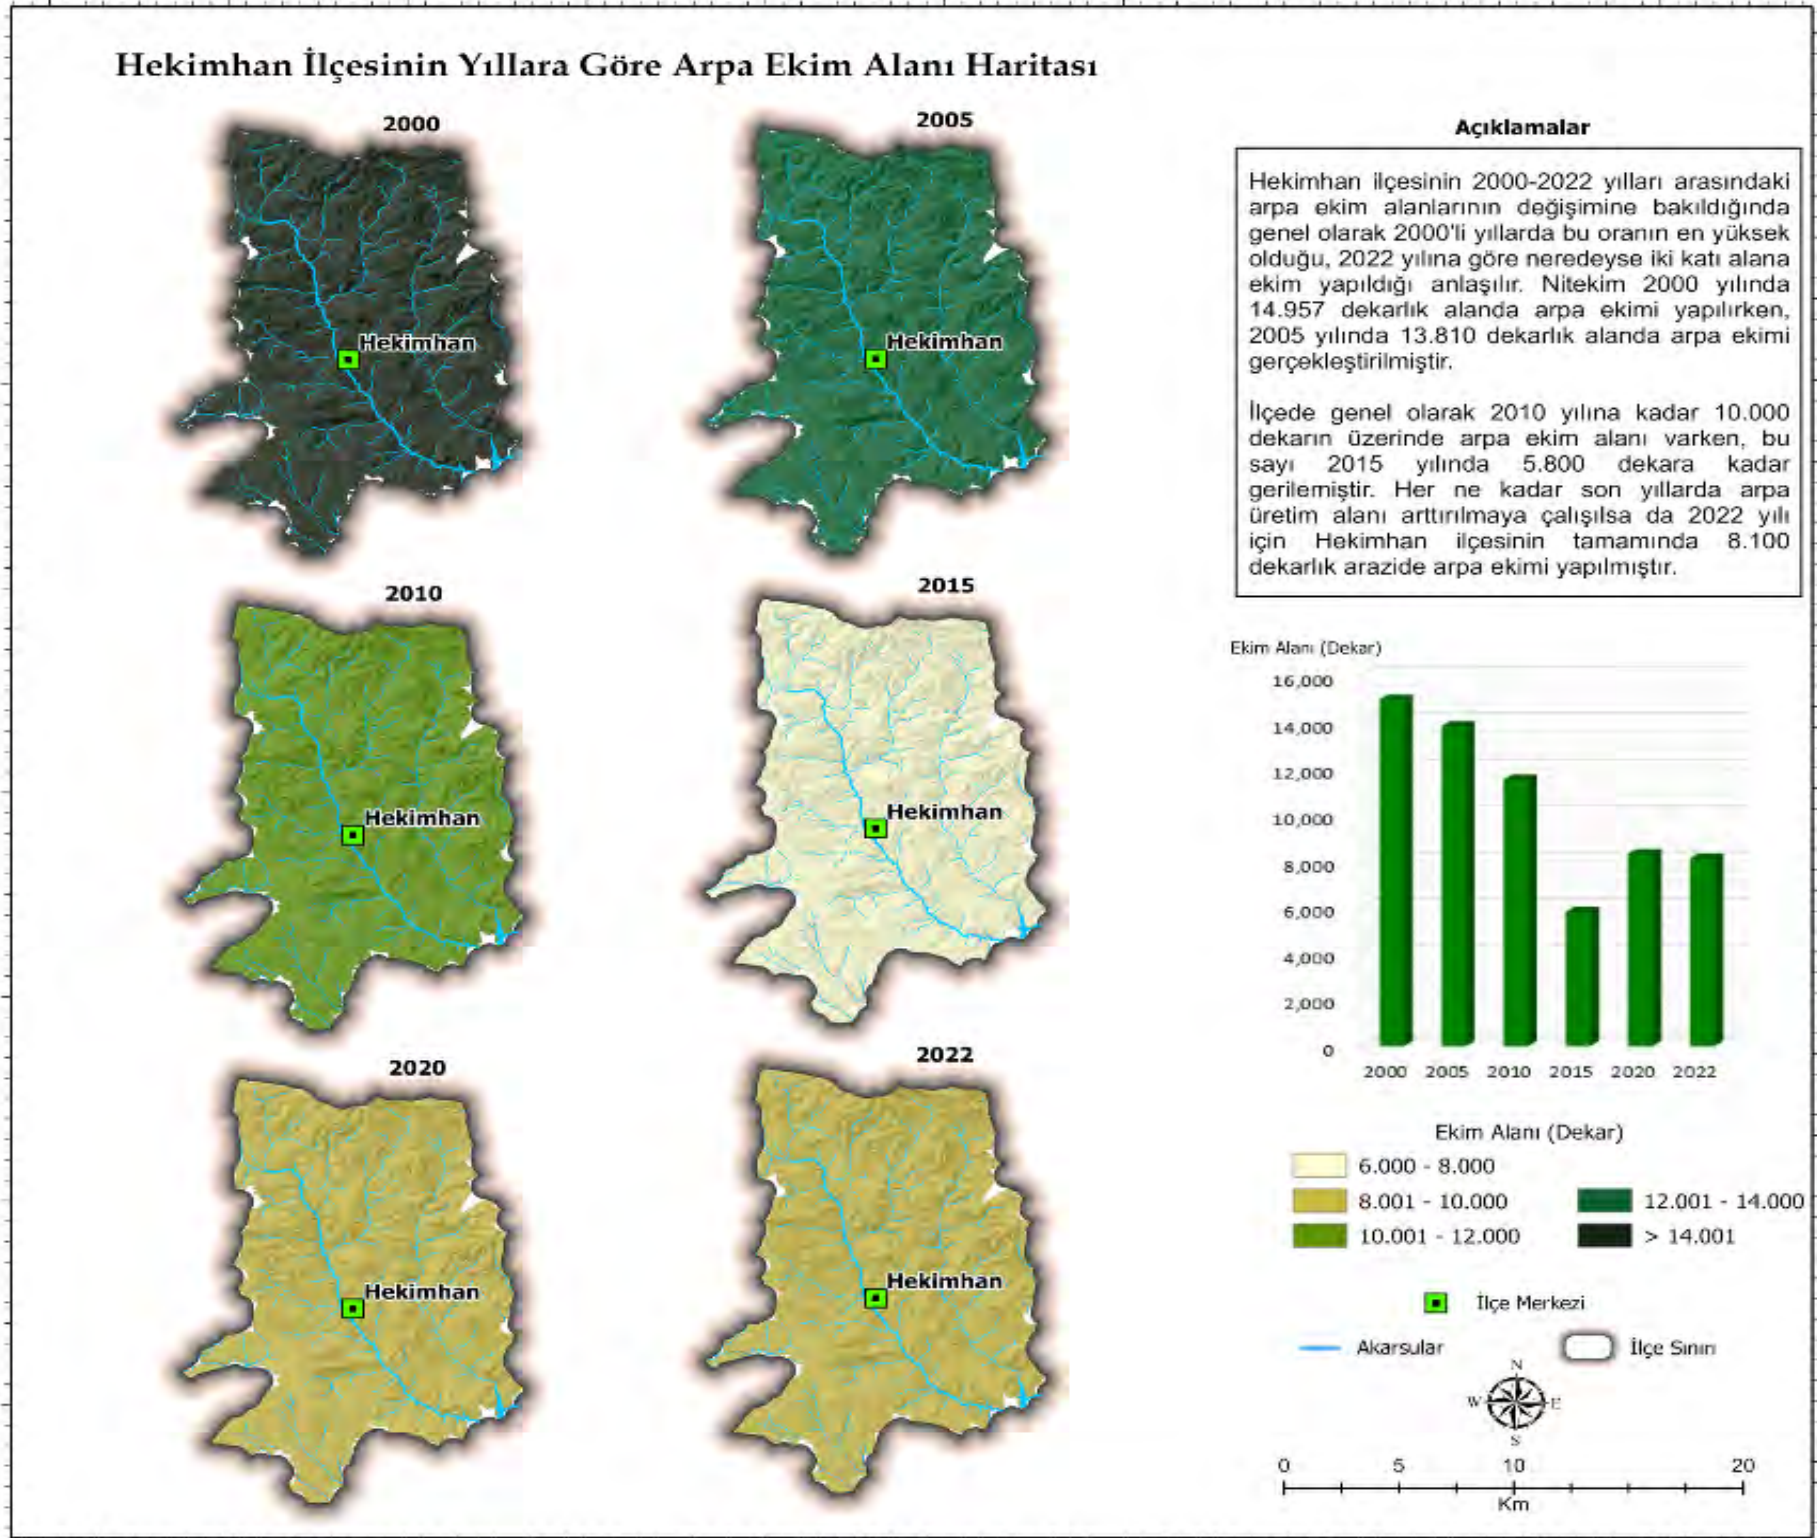 Hekimhan İlçesinin Yıllara Göre Arpa Ekim Alanı Haritası
2000
Hekimhan
2005
Hekimhan
2010
Hekimhan
2015
Hekimhan
2020
Hekimhan
2022
Hekimhan
Açıklamalar
Hekimhan ilçesinin 2000-2022 yılları arasındaki
arpa ekim alanlarının değişimine bakıldığında
genel olarak 2000'li yıllarda bu oranın en yüksek
olduğu, 2022 yılına göre neredeyse iki katı alana
ekim yapıldığı anlaşılır. Nitekim 2000 yılında
14.957 dekarlık alanda arpa ekimi yapılırken,
2005 yılında 13.810 dekarlık alanda arpa ekimi
gerçekleştirilmiştir.
İlçede genel olarak 2010 yılına kadar 10.000
dekarın üzerinde arpa ekim alanı varken, bu
sayı 2015 yılında 5.800 dekara kadar
gerilemiştir. Her ne kadar son yıllarda arpa
üretim alanı arttırılmaya çalışılsa da 2022 yılı
için Hekimhan ilçesinin tamamında 8.100
dekarlık arazide arpa ekimi yapılmıştır.
Ekim Alanı (Dekar)
16,000
14,000
12,000
10,000
8,000
6,000
4,000
2,000
0
2000 2005 2010 2015 2020 2022
Ekim Alanı (Dekar)
6.000 - 8.000
8.001 - 10.000 12.001 - 14.000
10.001 - 12.000 > 14.001
İlçe Merkezi
Akarsular İlçe Sınırı
N
W E
S
0 5 10 20
Km